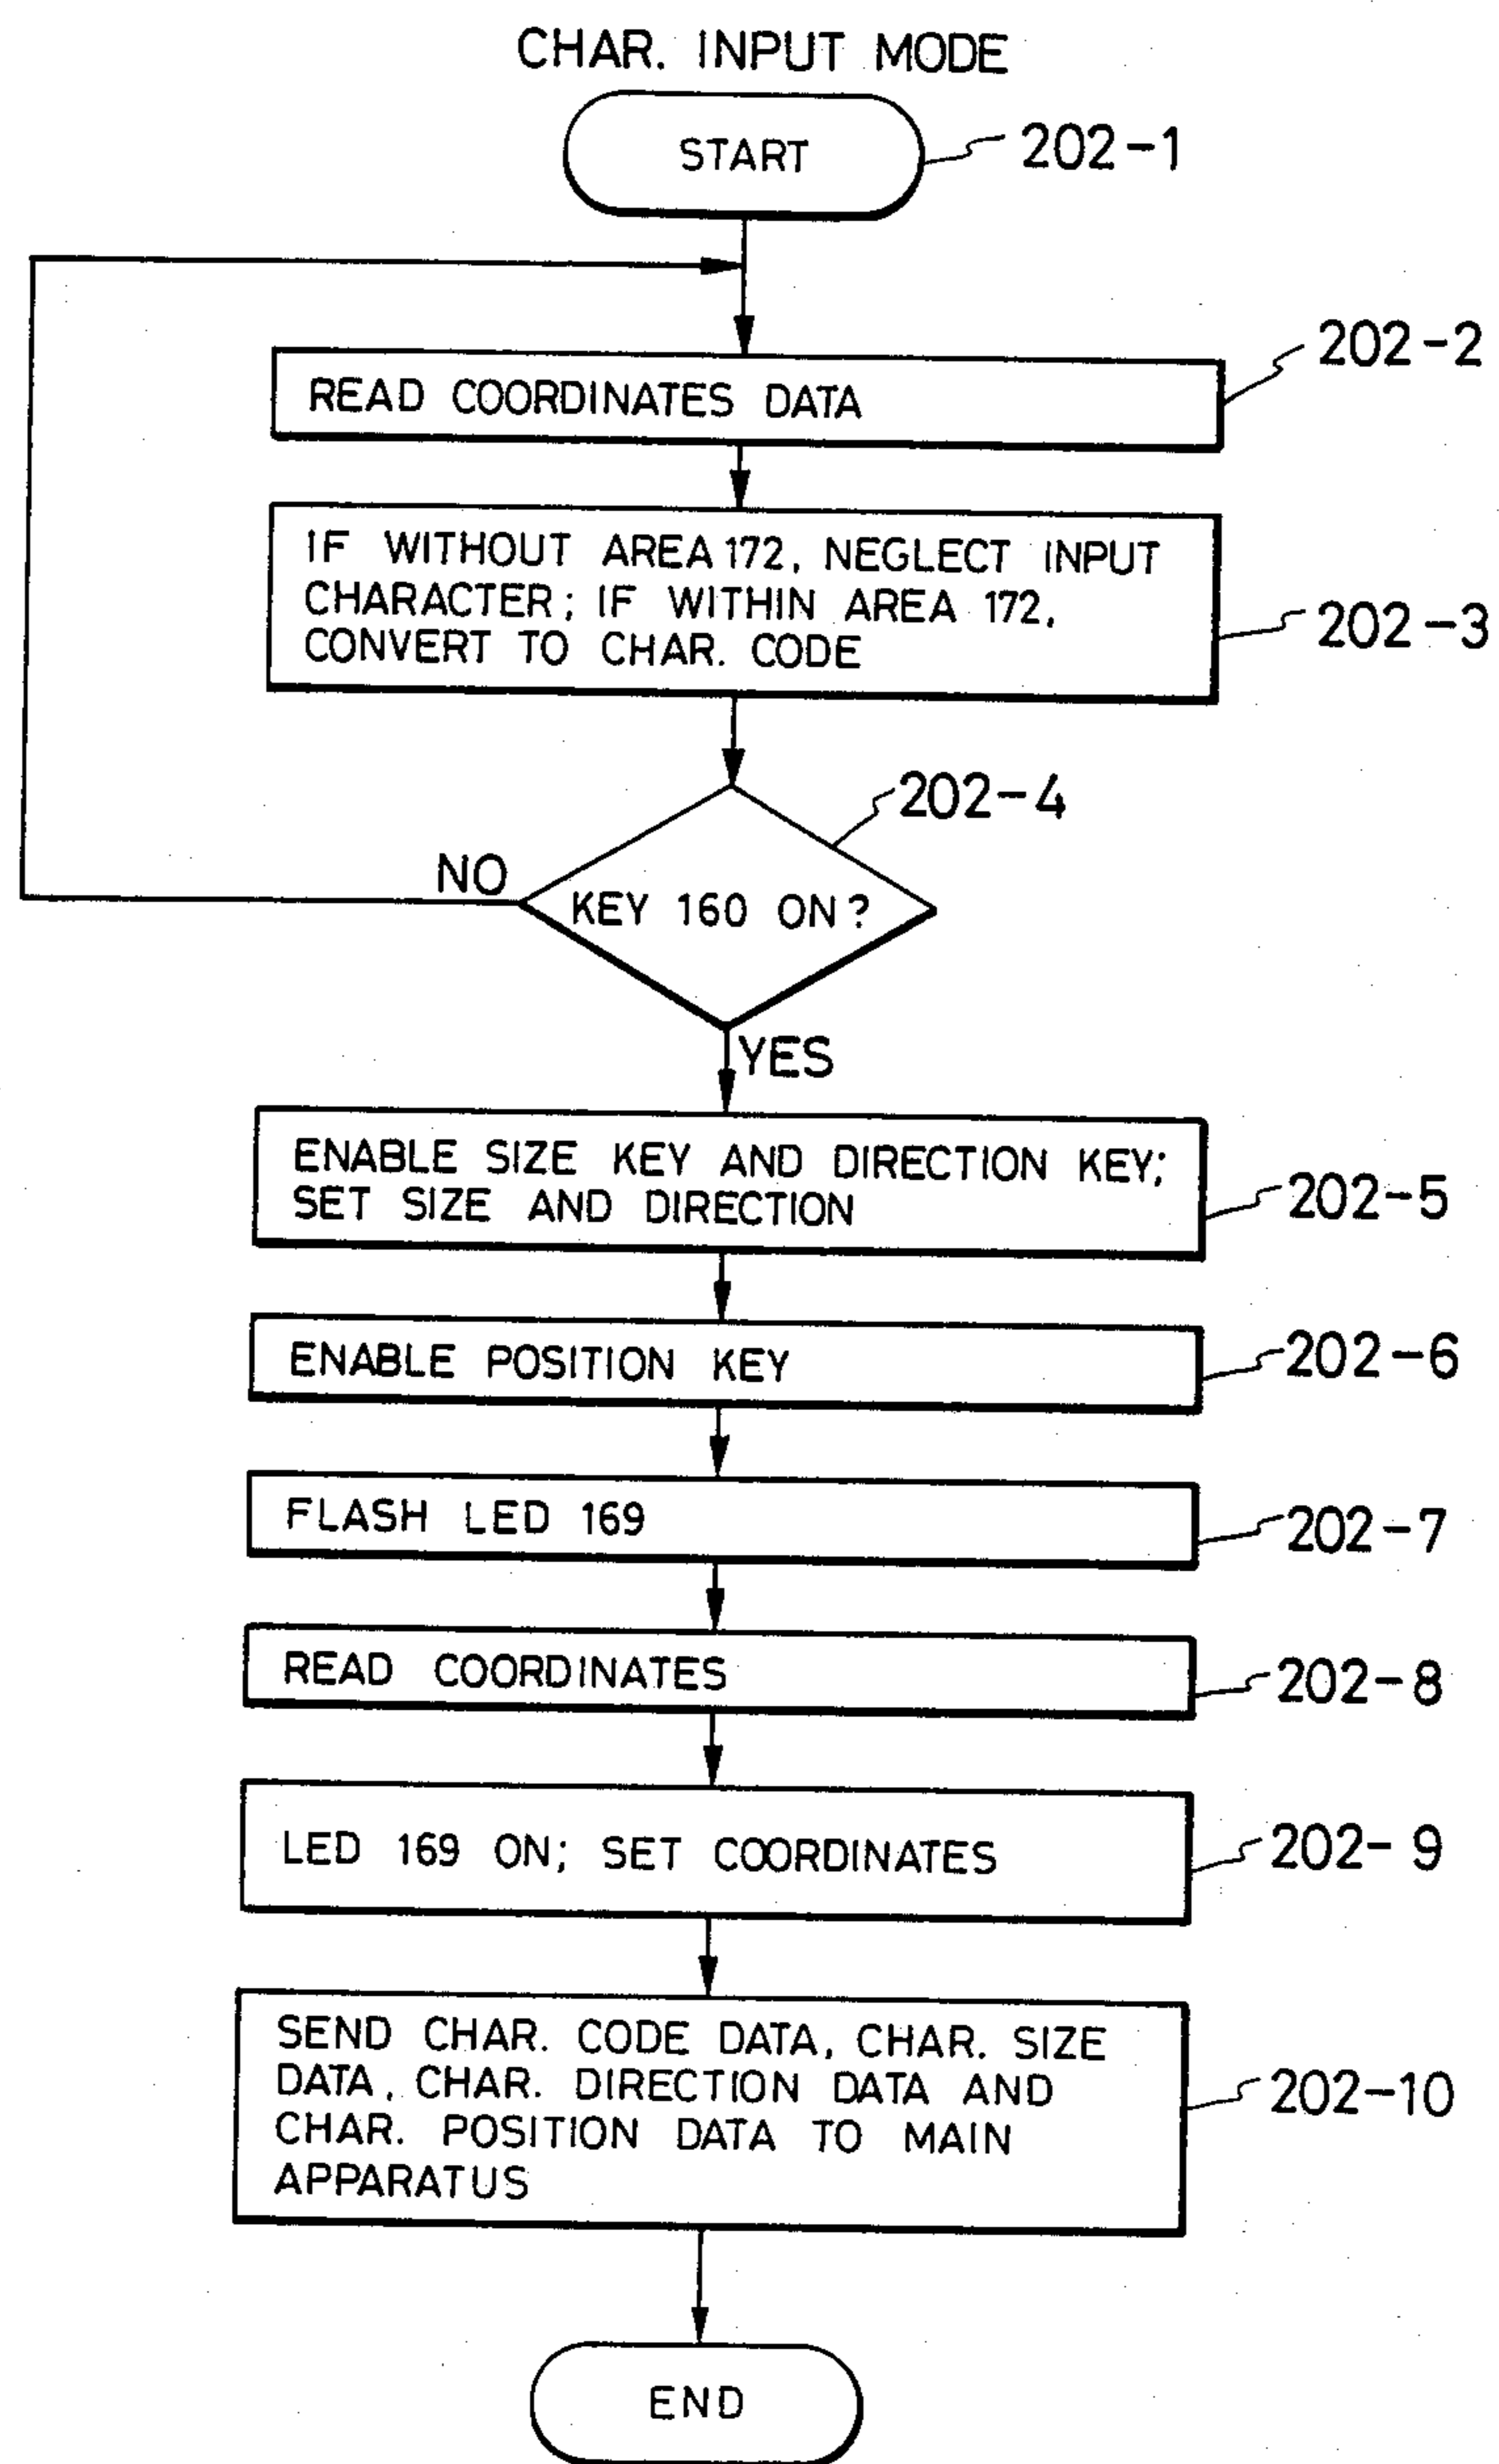 CHAR. INPUT MODE
START
202-1
READ COORDINATES DATA
202-2
IF WITHOUT AREA 172, NEGLECT INPUT
CHARACTER; IF WITHIN AREA 172,
CONVERT TO CHAR. CODE
202-3
202-4
NO
KEY 160 ON?
YES
ENABLE SIZE KEY AND DIRECTION KEY;
SET SIZE AND DIRECTION
202-5
ENABLE POSITION KEY
202-6
FLASH LED 169
202-7
READ COORDINATES
202-8
LED 169 ON; SET COORDINATES
202-9
SEND CHAR. CODE DATA, CHAR. SIZE
DATA, CHAR. DIRECTION DATA AND
CHAR. POSITION DATA TO MAIN
APPARATUS
202-10
END